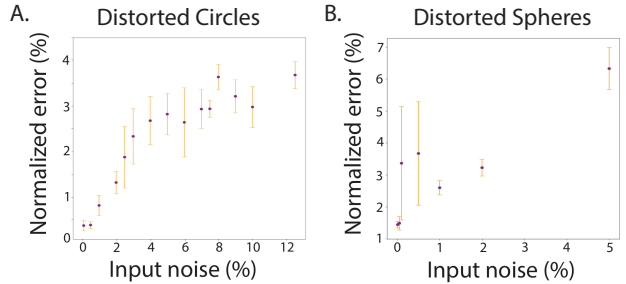 A.
Distorted Circles
Normalized error (%)
4
3
2
1
0
0 2 4 6 8 10 12
Input noise (%)
B.
Distorted Spheres
Normalized error (%)
7
6
5
4
3
2
1
0 1 2 3 4 5
Input noise (%)